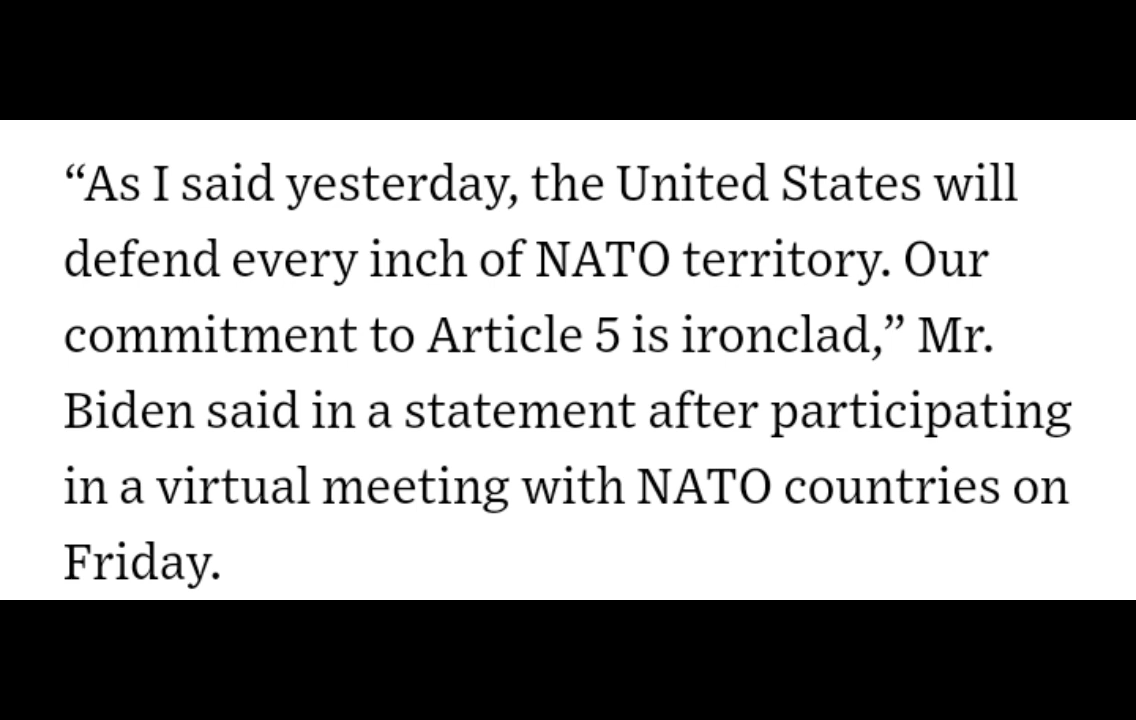 “As I said yesterday, the United States will
defend every inch of NATO territory. Our
commitment to Article 5 is ironclad,” Mr.
Biden said in a statement after participating
in a virtual meeting with NATO countries on
Friday.